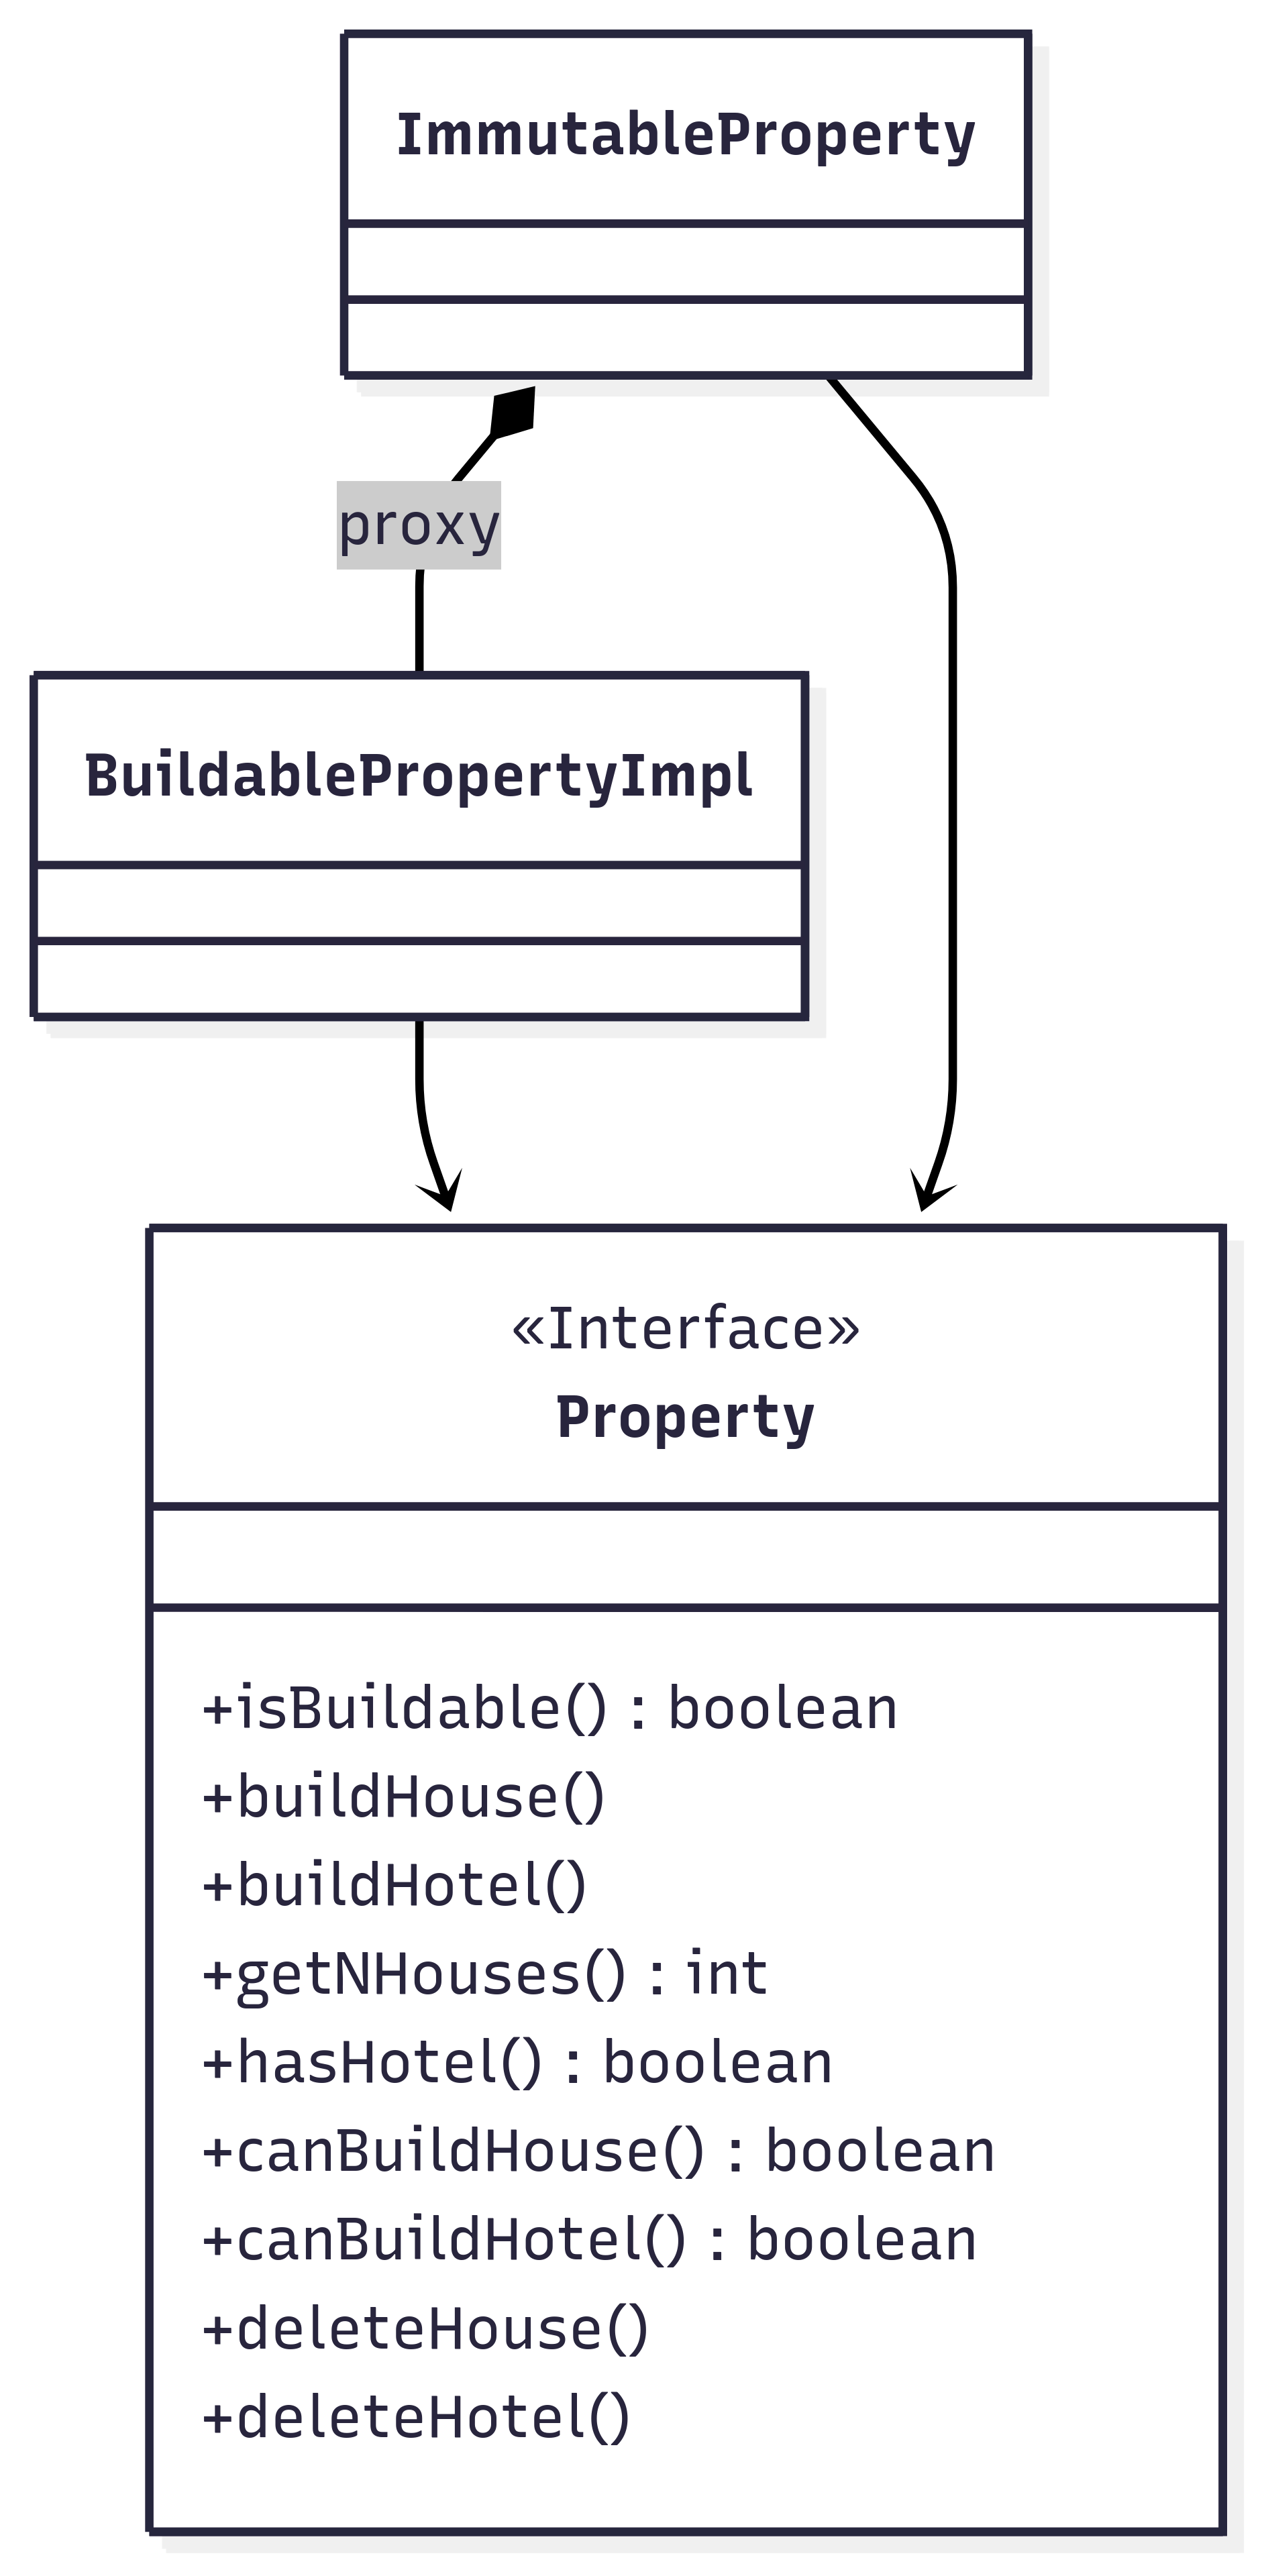 ImmutableProperty
proxy
BuildablePropertyImpl
«Interface»
Property
+isBuildable() : boolean
+buildHouse()
+buildHotel()
+getNHouses() : int
+hasHotel() : boolean
+canBuildHouse() : boolean
+canBuildHotel() : boolean
+deleteHouse()
+deleteHotel()